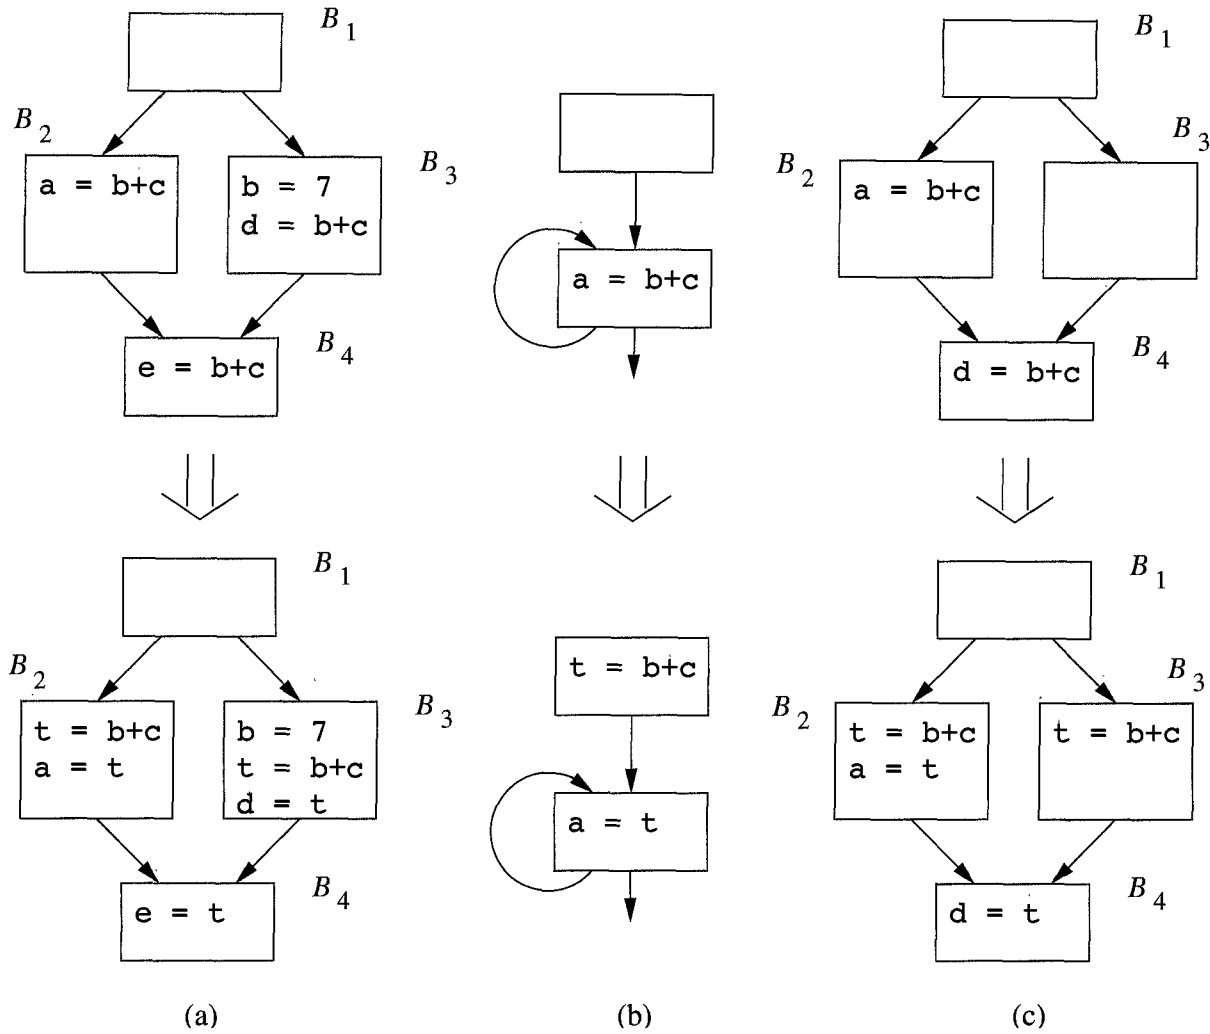 B1
B2
a = b+c
b = 7
d = b+c
B3
e = b+c
B4
B1
B2
t = b+c
a = t
b = 7
t = b+c
d = t
B3
e = t
B4
(a)
a = b+c
t = b+c
a = t
(b)
B1
B2
a = b+c
B3
d = b+c
B4
B1
B2
t = b+c
a = t
B3
t = b+c
d = t
B4
(c)